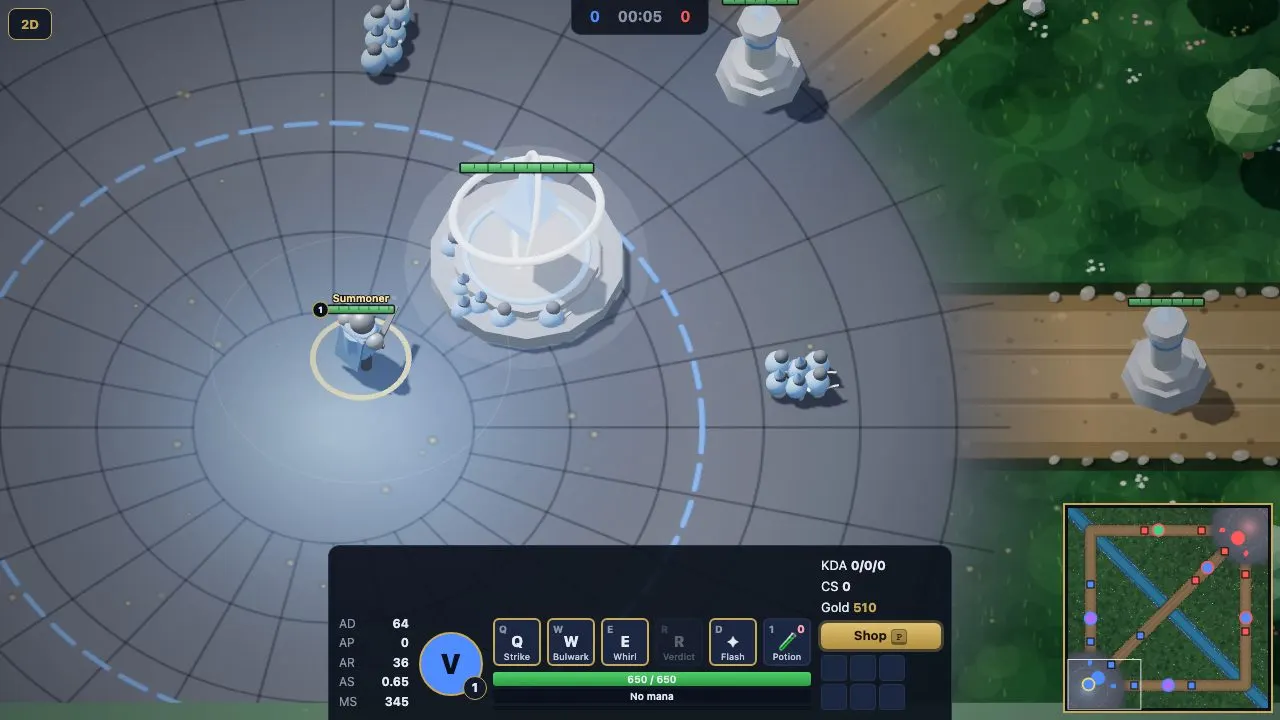 2D
0 00:05 0
Summoner
1
KDA 0/0/0
CS 0
Gold 510
Shop P
AD 64
AP 0
AR 36
AS 0.65
MS 345
V
1
Q Q Strike
W W Bulwark
E E Whirl
R R Verdict
D Flash
1 0 Potion
650 / 650
No mana